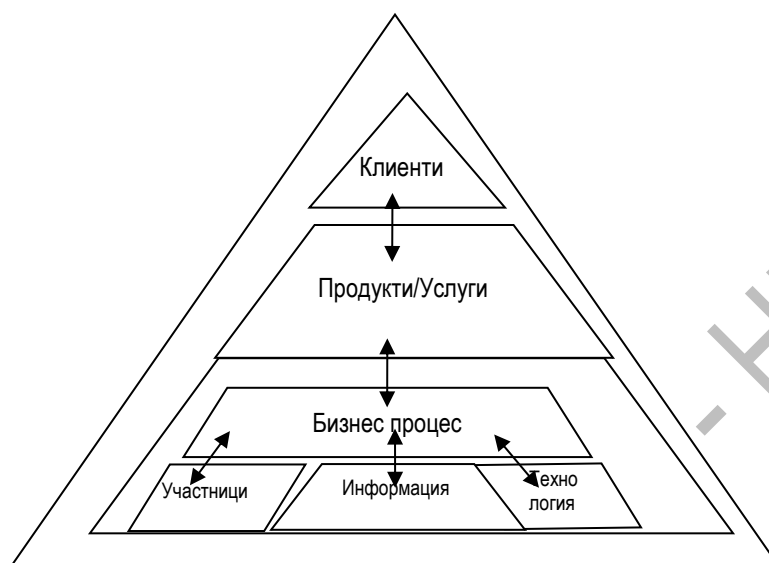 Клиенти
Продукти/Услуги
Бизнес процес
Участници
Информация
Техно
логия